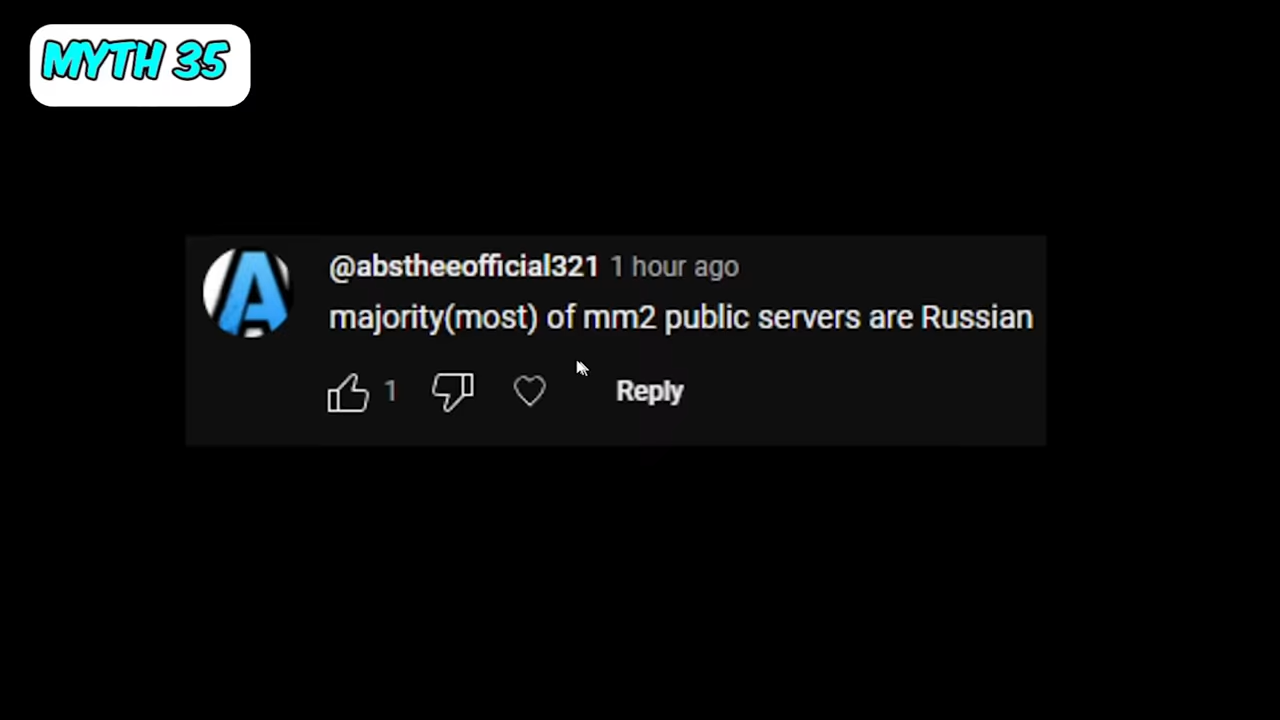 MYTH 35
@abstheeofficial321 1 hour ago
majority(most) of mm2 public servers are Russian
1 Reply